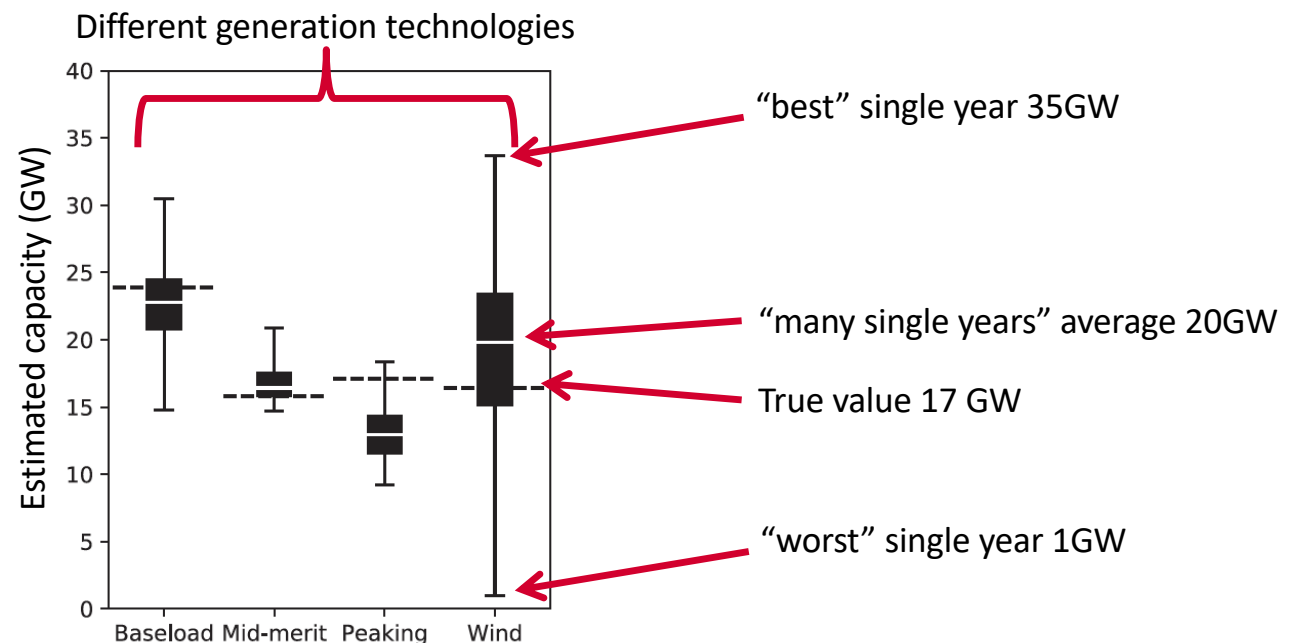 Different generation technologies
40
35
30
25
20
15
10
5
0
Estimated capacity (GW)
Baseload Mid-merit Peaking Wind
“best” single year 35GW
“many single years” average 20GW
True value 17 GW
“worst” single year 1GW